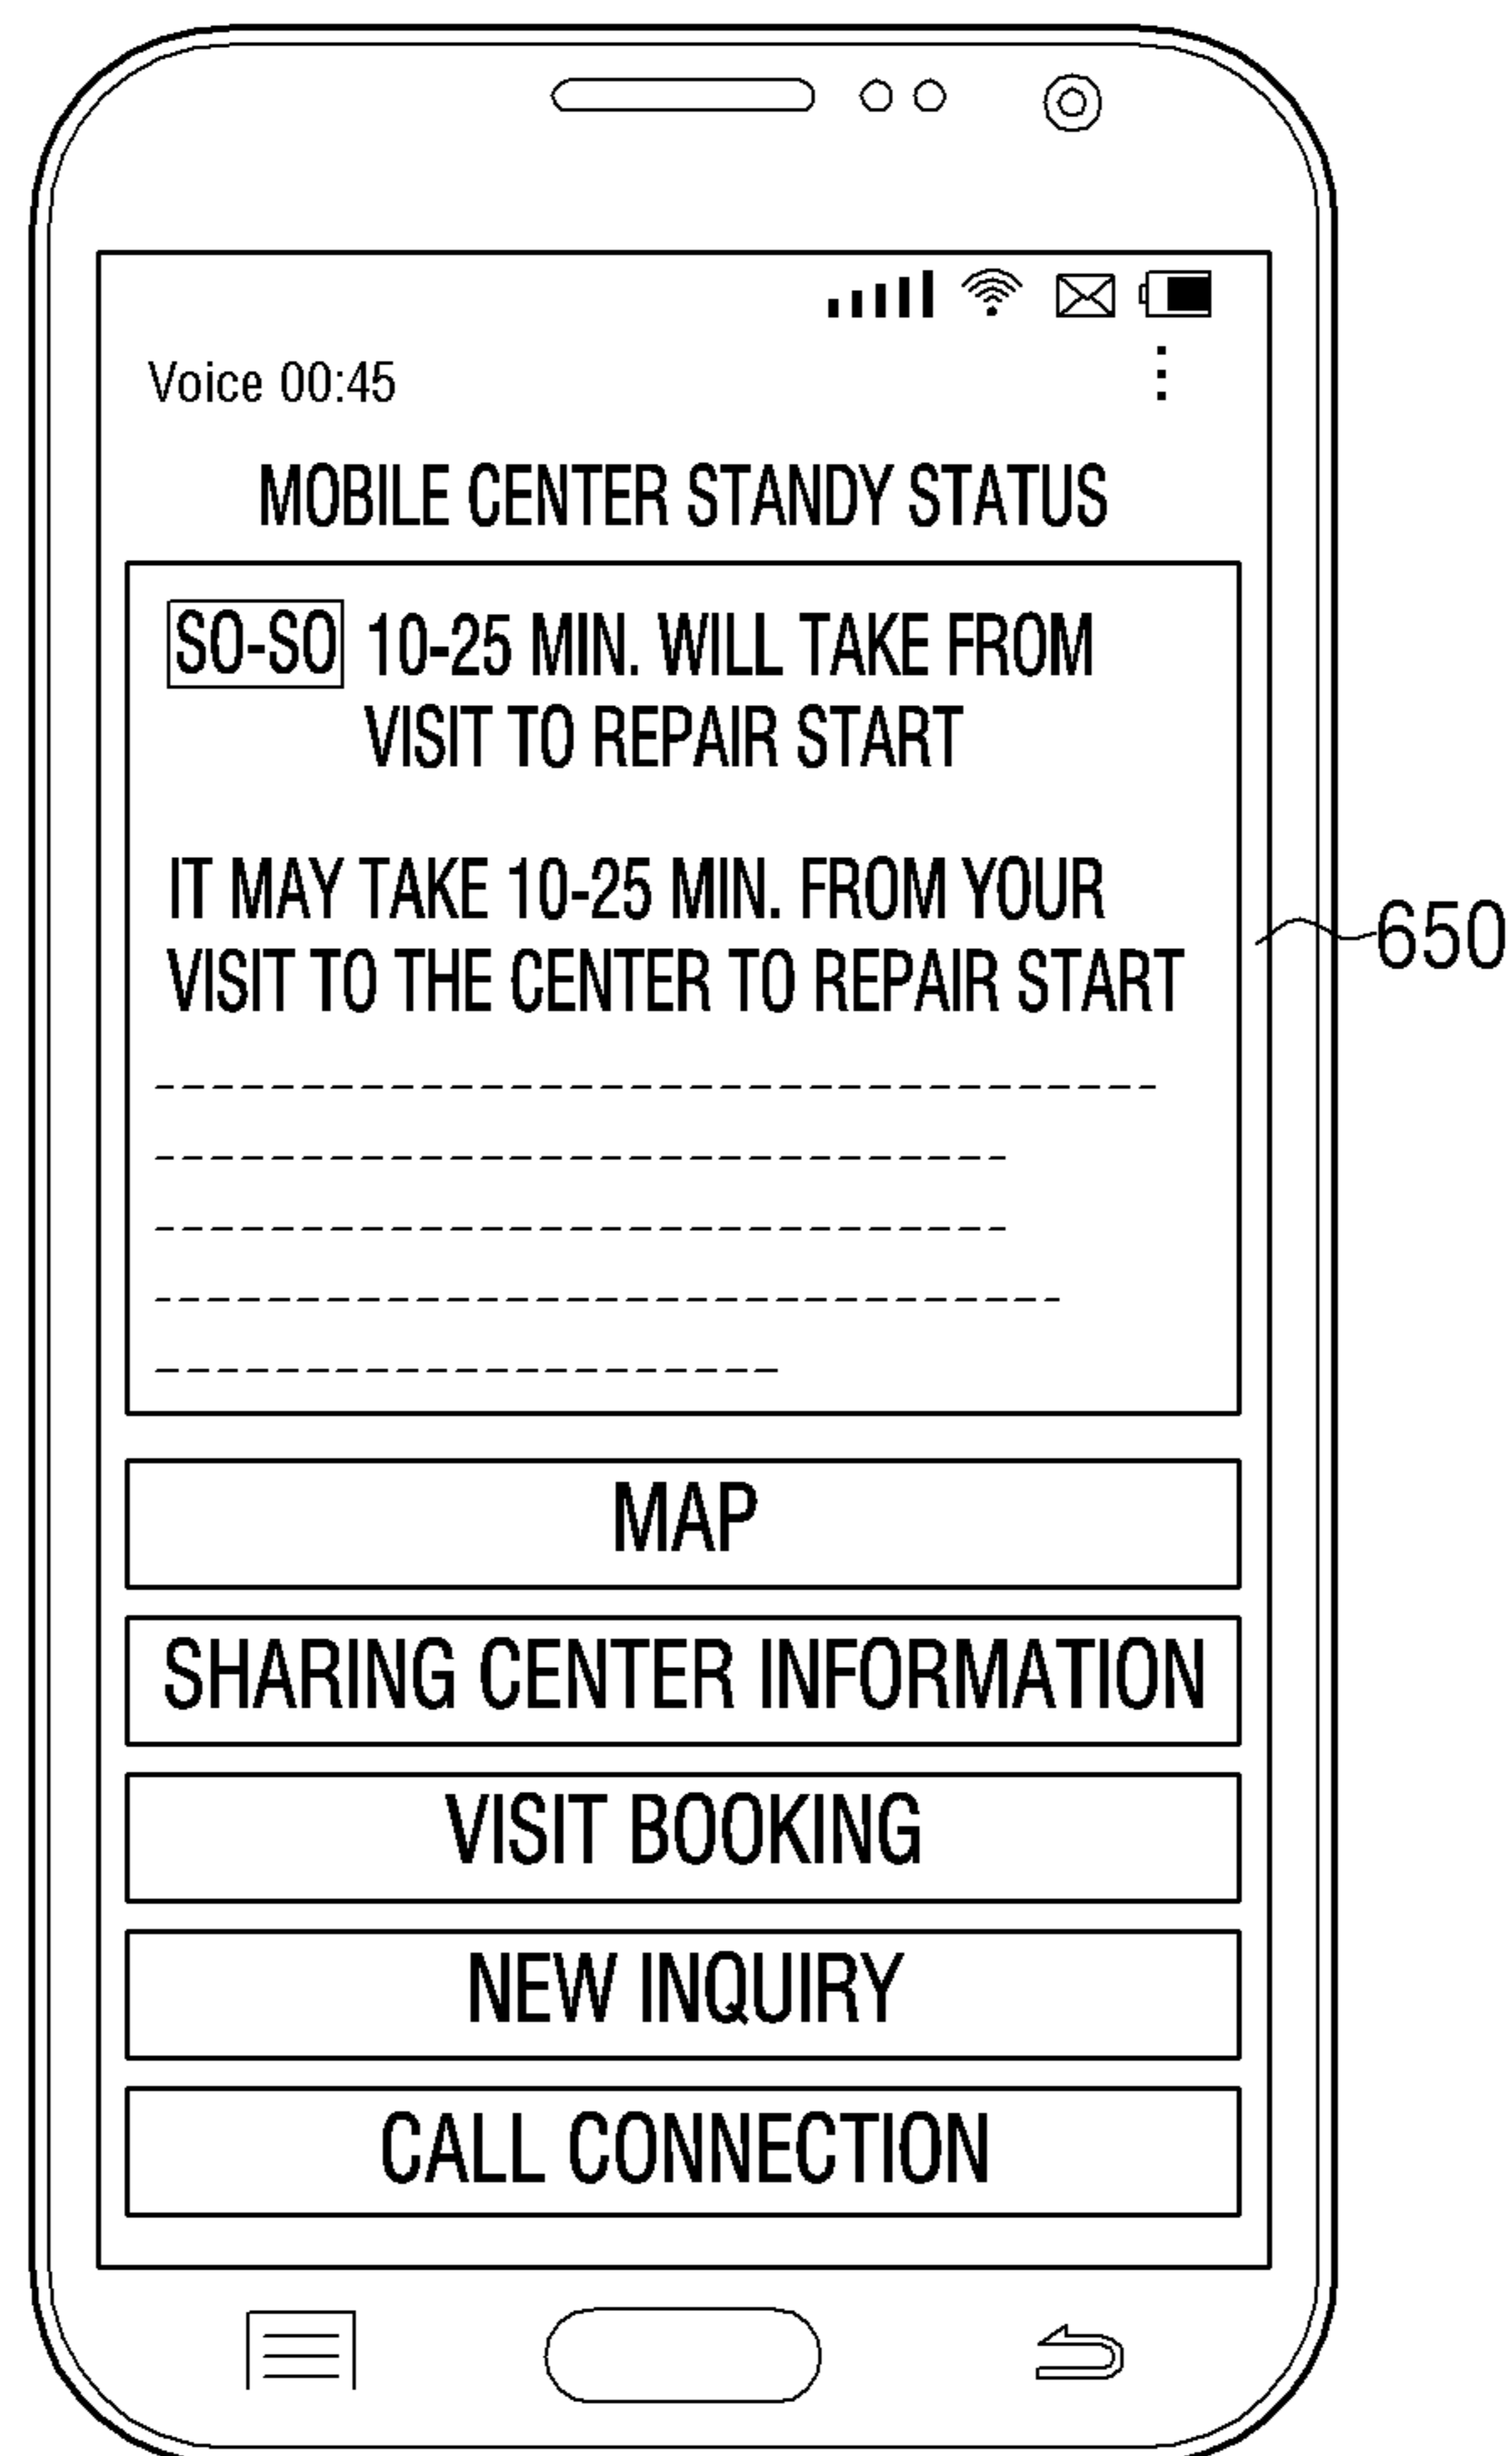 Voice 00:45
MOBILE CENTER STANDY STATUS
SO-SO 10-25 MIN. WILL TAKE FROM
VISIT TO REPAIR START
IT MAY TAKE 10-25 MIN. FROM YOUR
VISIT TO THE CENTER TO REPAIR START
650
MAP
SHARING CENTER INFORMATION
VISIT BOOKING
NEW INQUIRY
CALL CONNECTION